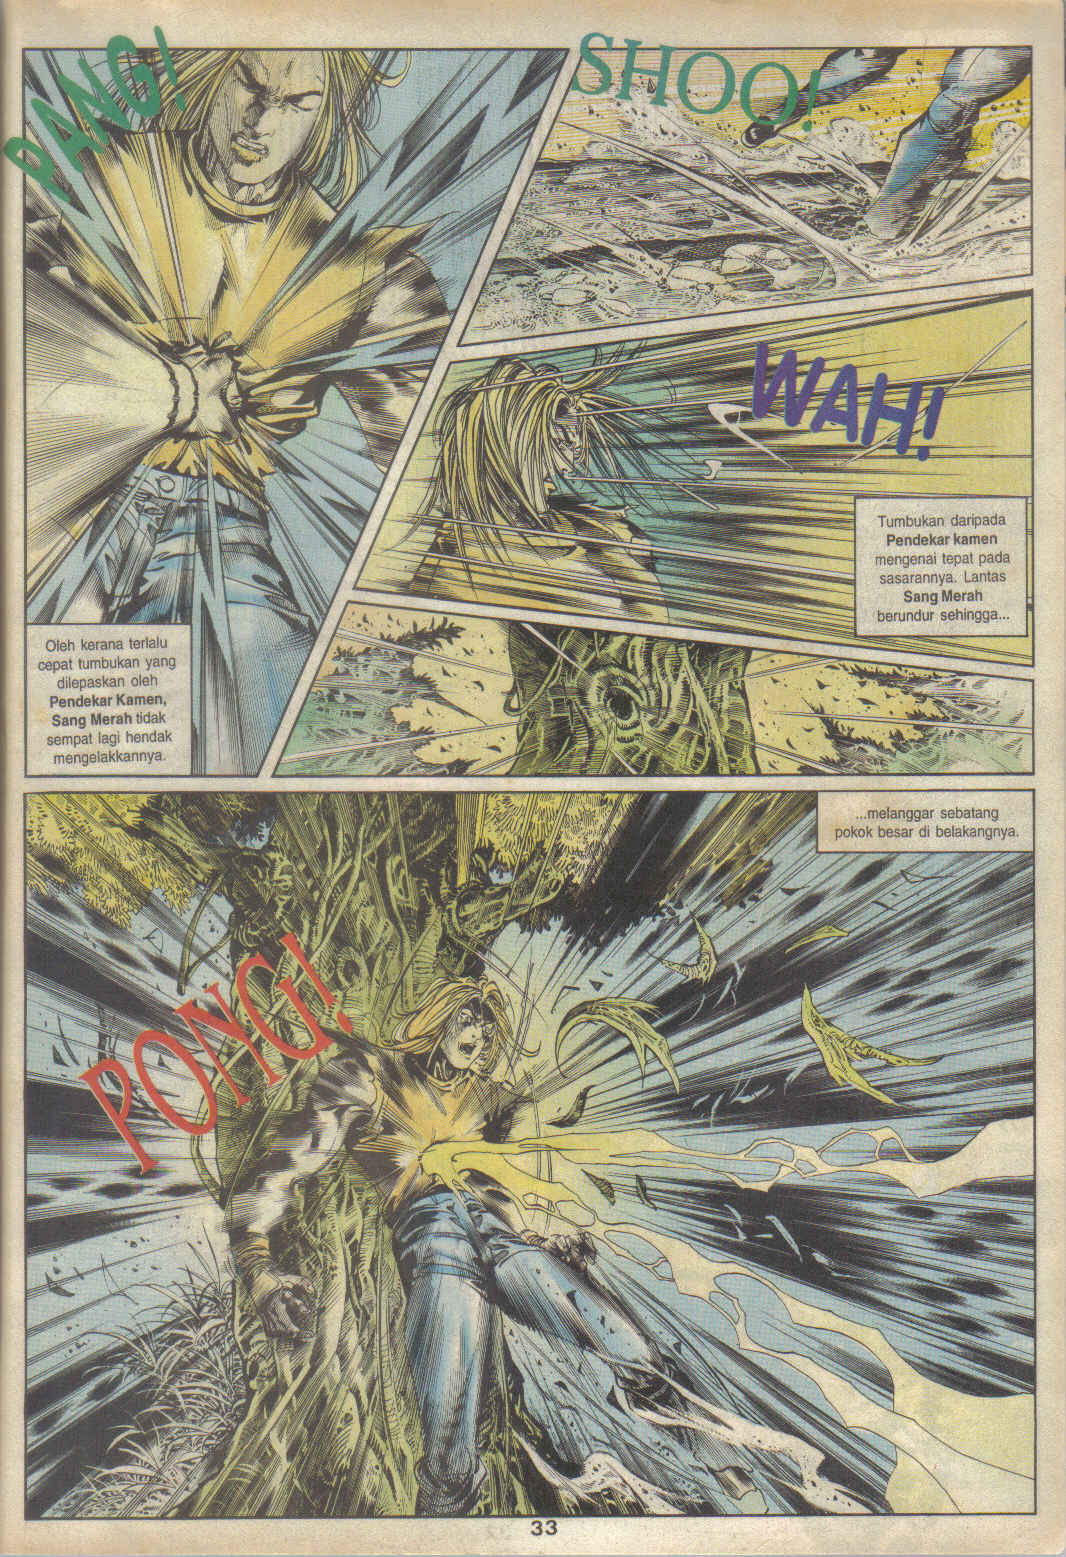 PANG!
Oleh kerana terlalu
cepat tumbukan yang
dilepaskan oleh
Pendekar Kamen,
Sang Merah tidak
sempat lagi hendak
mengelakkannya.
SHOO!
WAH!
Tumbukan daripada
Pendekar kamen
mengenai tepat pada
sasarannya. Lantas
Sang Merah
berundur sehingga...
...melanggar sebatang
pokok besar di belakangnya.
PONG!
33